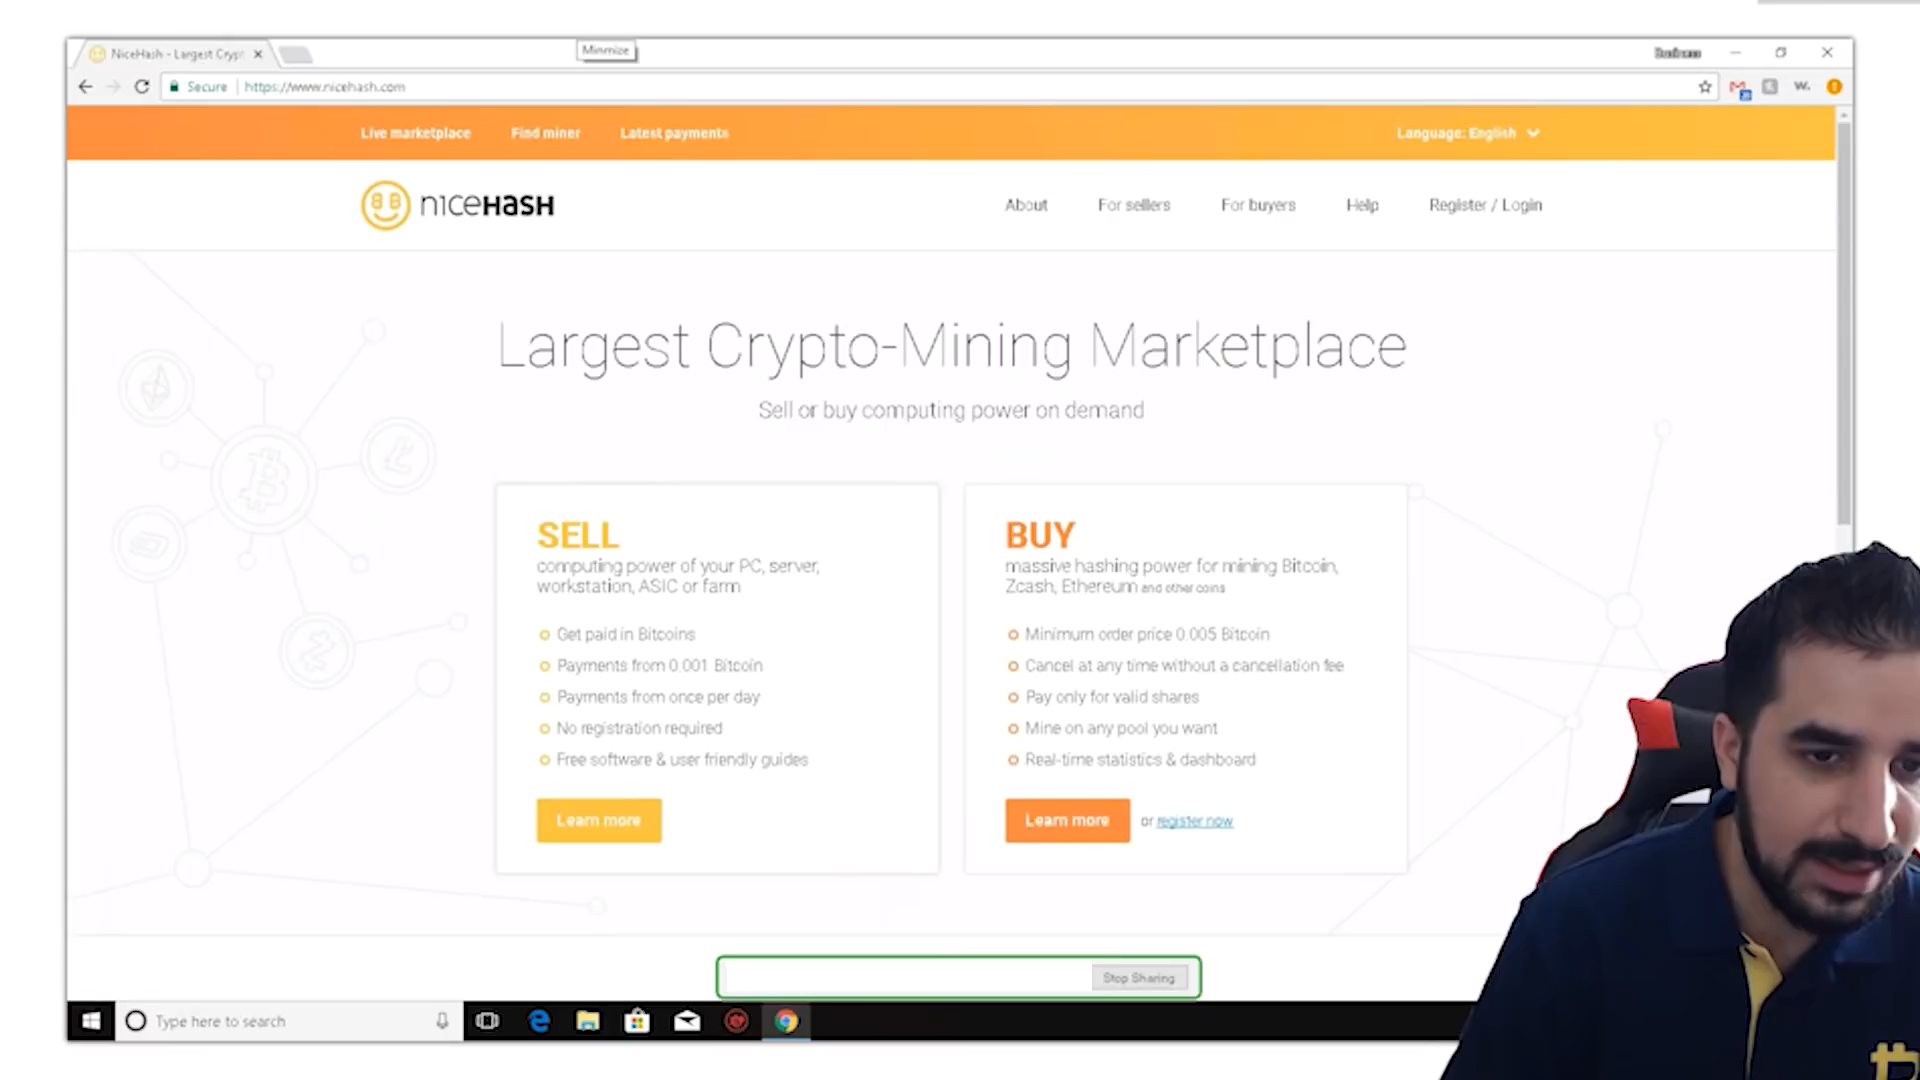 NiceHash - Largest Crypt
Minmize
Secure
https://www.nicehash.com
W.
Live marketplace
Find miner
Latest payments
Language: English
niceHASH
About
For sellers
For buyers
Help
Register / Login
Largest Crypto-Mining Marketplace
Sell or buy computing power on demand
SELL
computing power of your PC, server,
workstation, ASIC or farm
Get paid in Bitcoins
Payments from 0.001 Bitcoin
Payments from once per day
No registration required
Free software & user friendly guides
Learn more
BUY
massive hashing power for mining Bitcoin,
Zcash, Ethereum and other coins
Minimum order price 0.005 Bitcoin
Cancel at any time without a cancellation fee
Pay only for valid shares
Mine on any pool you want
Real-time statistics & dashboard
Learn more
or register now
Stop Sharing
Type here to search